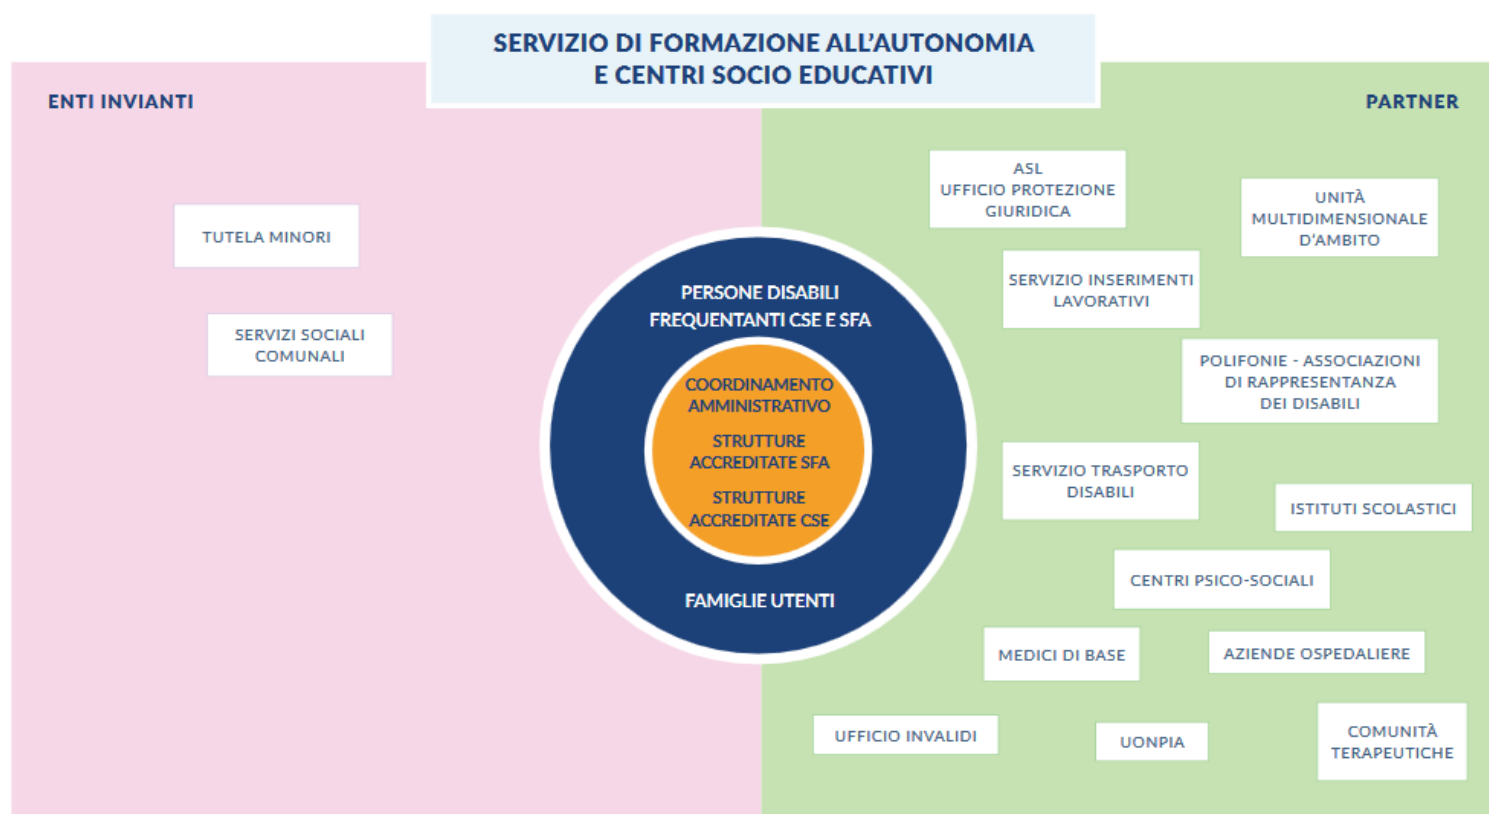 SERVIZIO DI FORMAZIONE ALL'AUTONOMIA
E CENTRI SOCIO EDUCATIVI
ENTI INVIANTI
TUTELA MINORI
SERVIZI SOCIALI
COMUNALI
PERSONE DISABILI
FREQUENTANTI CSE E SFA
COORDINAMENTO
AMMINISTRATIVO
STRUTTURE
ACCREDITATE SFA
STRUTTURE
ACCREDITATE CSE
FAMIGLIE UTENTI
PARTNER
ASL
UFFICIO PROTEZIONE
GIURIDICA
UNITÀ
MULTIDIMENSIONALE
D'AMBITO
SERVIZIO INSERIMENTI
LAVORATIVI
POLIFONIE - ASSOCIAZIONI
DI RAPPRESENTANZA
DEI DISABILI
SERVIZIO TRASPORTO
DISABILI
ISTITUTI SCOLASTICI
CENTRI PSICO-SOCIALI
MEDICI DI BASE
AZIENDE OSPEDALIERE
UFFICIO INVALIDI
UONPIA
COMUNITÀ
TERAPEUTICHE